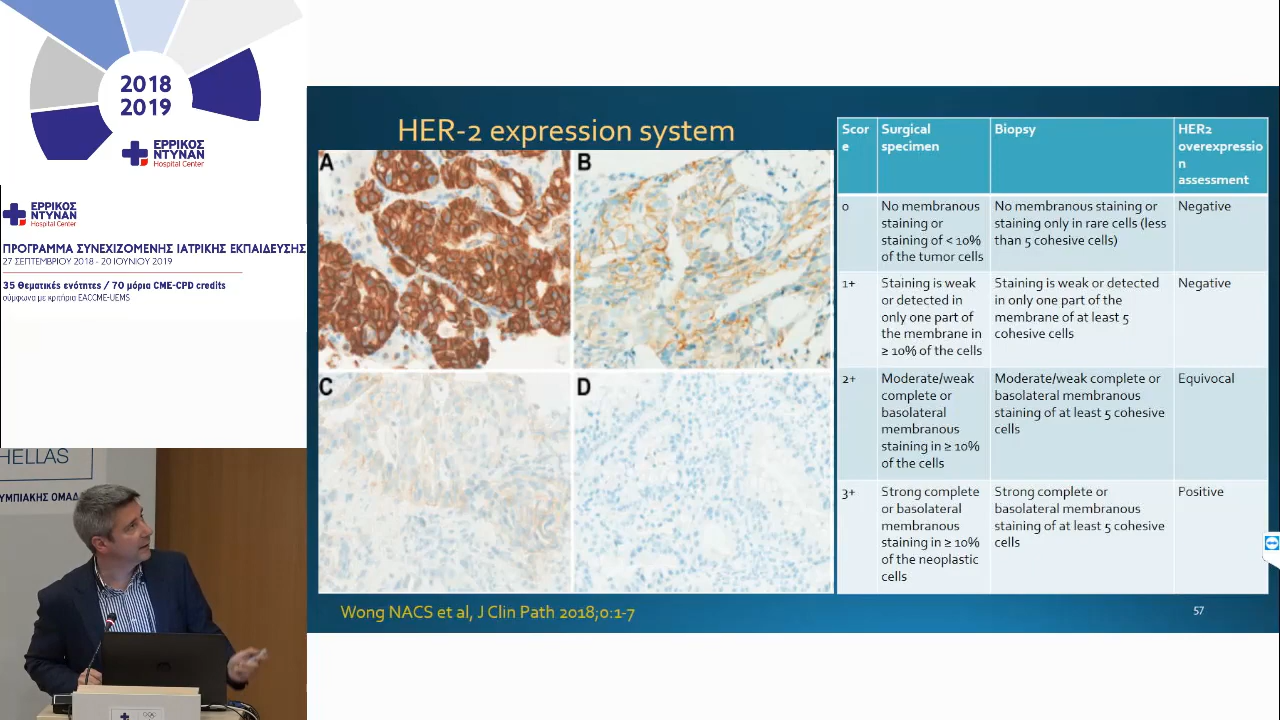 2018
2019
ΕΡΡΙΚΟΣ
ΝΤΥΝΑΝ
Hospital Center
ΕΡΡΙΚΟΣ
ΝΤΥΝΑΝ
Hospital Center
ΠΡΟΓΡΑΜΜΑ ΣΥΝΕΧΙΖΟΜΕΝΗΣ ΙΑΤΡΙΚΗΣ ΕΚΠΑΙΔΕΥΣΗΣ
27 ΣΕΠΤΕΜΒΡΙΟΥ 2018 - 20 ΙΟΥΝΙΟΥ 2019
35 Θεματικές ενότητες / 70 μόρια CME-CPD credits
σύμφωνα με κριτήρια EACCME-UEMS
HELLAS
ΥΜΠΙΑΚΗΣ ΟΜΑΔ
HER-2 expression system
A
B
C
D
Scor
e
Surgical
specimen
Biopsy
HER2
overexpressio
n
assessment
0
No membranous
staining or
staining of < 10%
of the tumor cells
No membranous staining or
staining only in rare cells (less
than 5 cohesive cells)
Negative
1+
Staining is weak
or detected in
only one part of
the membrane in
≥ 10% of the cells
Staining is weak or detected
in only one part of the
membrane of at least 5
cohesive cells
Negative
2+
Moderate/weak
complete or
basolateral
membranous
staining in ≥ 10%
of the cells
Moderate/weak complete or
basolateral membranous
staining of at least 5 cohesive
cells
Equivocal
3+
Strong complete
or basolateral
membranous
staining in ≥ 10%
of the neoplastic
cells
Strong complete or
basolateral membranous
staining of at least 5 cohesive
cells
Positive
Wong NACS et al, J Clin Path 2018;0:1-7
57